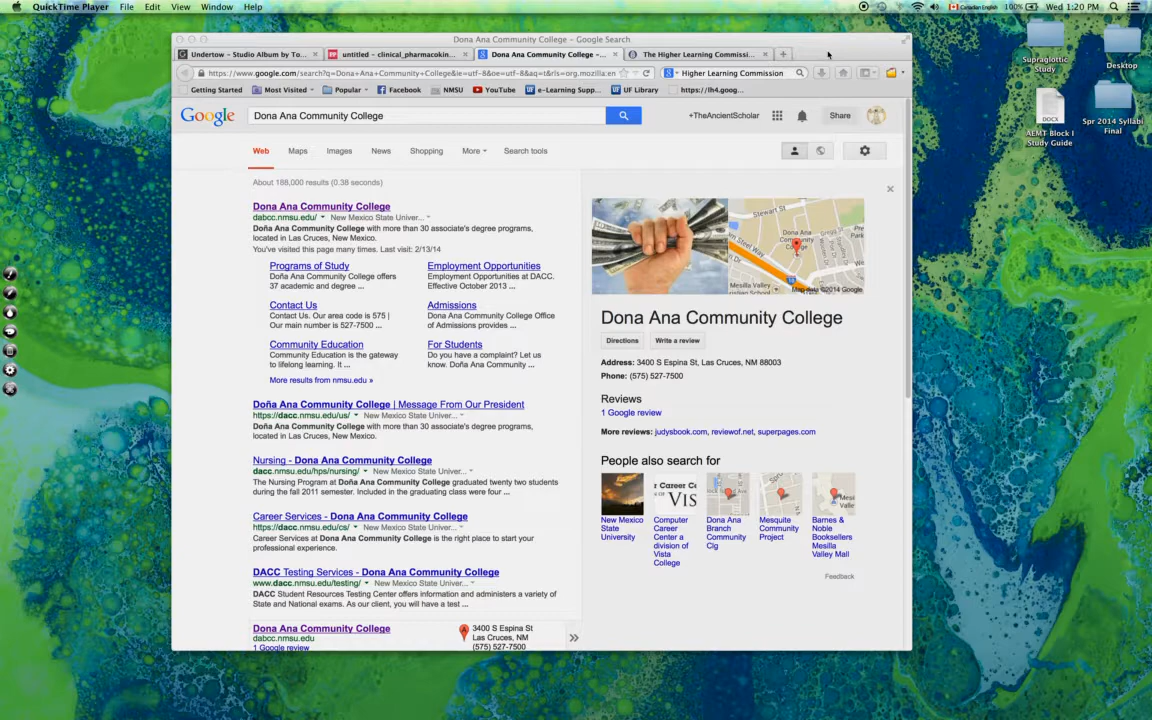 QuickTime Player File Edit View Window Help
Canadian English 100% Wed 1:20 PM
Dona Ana Community College – Google Search
Undertow – Studio Album by To... untitled – clinical_pharmacokin... Dona Ana Community College –... The Higher Learning Commissi...
https://www.google.com/search?q=Dona+Ana+Community+College&ie=utf-8&oe=utf-8&aq=t&rls=org.mozilla:en Higher Learning Commission
Getting Started Most Visited Popular Facebook NMSU YouTube e-Learning Supp... UF Library https://lh4.goog...
Google Dona Ana Community College +TheAncientScholar Share
Web Maps Images News Shopping More Search tools
About 188,000 results (0.38 seconds)
Dona Ana Community College
dabcc.nmsu.edu/ New Mexico State Univer...
Doña Ana Community College with more than 30 associate's degree programs,
located in Las Cruces, New Mexico.
You've visited this page many times. Last visit: 2/13/14
Programs of Study
Doña Ana Community College offers
37 academic and degree ...
Employment Opportunities
Employment Opportunities at DACC.
Effective October 2013 ...
Contact Us
Contact Us. Our area code is 575 |
Our main number is 527-7500 ...
Admissions
Doña Ana Community College Office
of Admissions provides ...
Community Education
Community Education is the gateway
to lifelong learning. It ...
For Students
Do you have a complaint? Let us
know. Doña Ana Community ...
More results from nmsu.edu »
Doña Ana Community College | Message From Our President
https://dacc.nmsu.edu/us/ New Mexico State Univer...
Doña Ana Community College with more than 30 associate's degree programs,
located in Las Cruces, New Mexico.
Nursing - Dona Ana Community College
dacc.nmsu.edu/hps/nursing/ New Mexico State Univer...
The Nursing Program at Doña Ana Community College graduated twenty two students
during the fall 2011 semester. Included in the graduating class were four ...
Career Services - Dona Ana Community College
https://dacc.nmsu.edu/cs/ New Mexico State Univer...
Career Services at Dona Ana Community College is the right place to start your
professional experience.
DACC Testing Services - Dona Ana Community College
www.dacc.nmsu.edu/testing/ New Mexico State Univer...
DACC Student Resources Testing Center offers information and administers a variety of
State and National exams. As our client, you will have a test ...
Dona Ana Community College
dabcc.nmsu.edu
1 Google review
3400 S Espina St
Las Cruces, NM
(575) 527-7500
Stewart St
Dona Ana
Community
College
Mesilla Valley
Map data ©2014 Google
Dona Ana Community College
Directions Write a review
Address: 3400 S Espina St, Las Cruces, NM 88003
Phone: (575) 527-7500
Reviews
1 Google review
More reviews: judysbook.com, reviewof.net, superpages.com
People also search for
r Career Ce
VIS
New Mexico
State
University
Computer
Career
Center a
division of
Vista
College
Dona Ana
Branch
Community
Clg
Mesquite
Community
Project
Barnes &
Noble
Booksellers
Mesilla
Valley Mall
Feedback
Supraglottic
Study
Desktop
DOCX
AEMT Block I
Study Guide
Spr 2014 Syllabi
Final